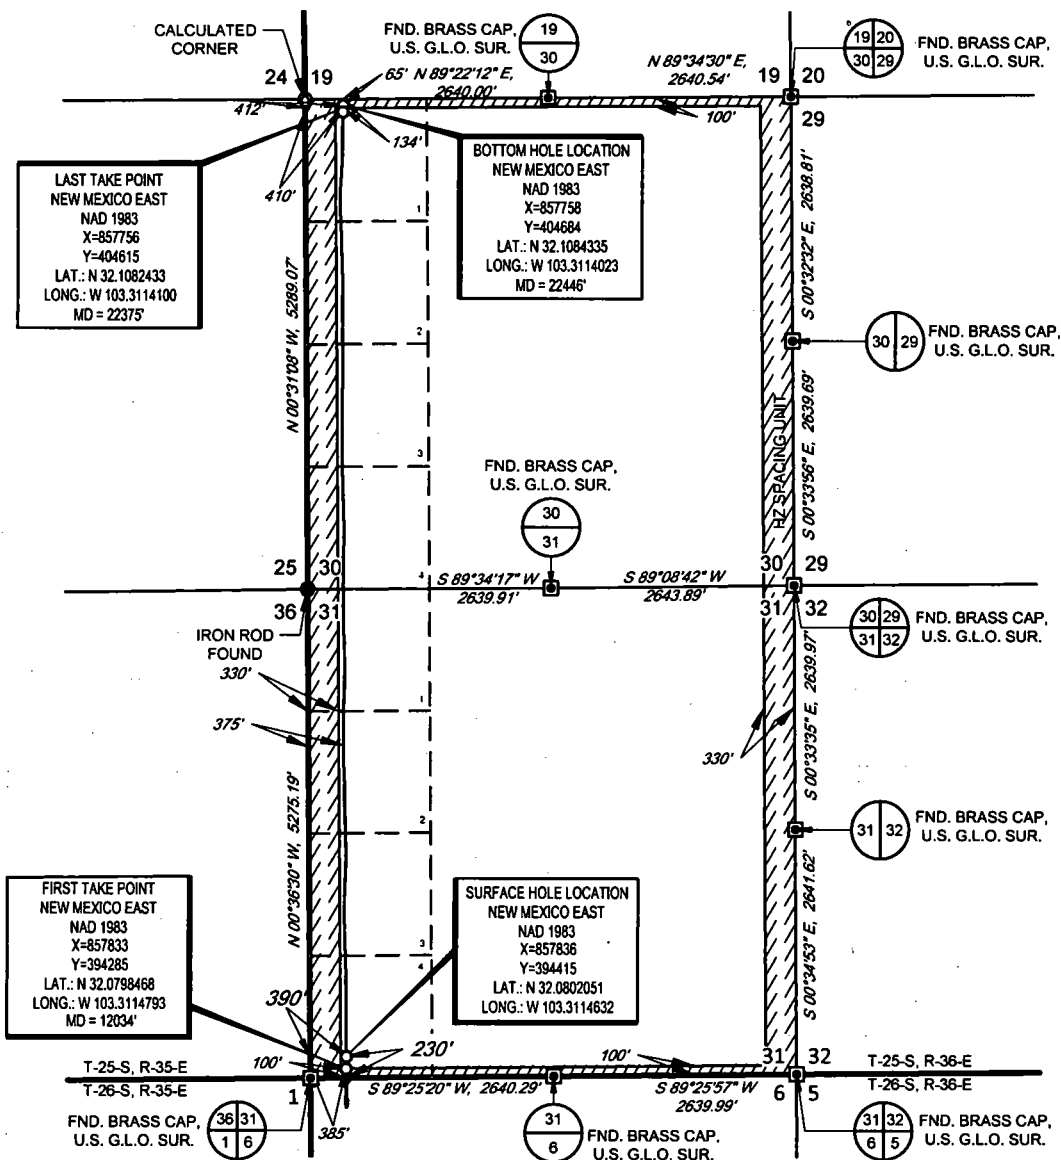 CALCULATED
CORNER
FND. BRASS CAP,
U.S. G.L.O. SUR.
19
30
19 20
30 29
FND. BRASS CAP,
U.S. G.L.O. SUR.
24 19
65'
N 89°22'12" E,
2640.00'
N 89°34'30" E,
2640.54'
19 20
29
412'
134'
100'
410'
LAST TAKE POINT
NEW MEXICO EAST
NAD 1983
X=857756
Y=404615
LAT.: N 32.1082433
LONG.: W 103.3114100
MD = 22375'
BOTTOM HOLE LOCATION
NEW MEXICO EAST
NAD 1983
X=857758
Y=404684
LAT.: N 32.1084335
LONG.: W 103.3114023
MD = 22446'
S 00°32'32" E, 2638.81'
1
N 00°31'08" W, 5289.07'
2
30 29
FND. BRASS CAP,
U.S. G.L.O. SUR.
HZ SPACING UNIT
S 00°33'56" E, 2639.69'
3
FND. BRASS CAP,
U.S. G.L.O. SUR.
30
31
25 30
4
S 89°34'17" W
2639.91'
S 89°08'42" W
2643.89'
30 29
36 31
31 32
30 29
31 32
FND. BRASS CAP,
U.S. G.L.O. SUR.
IRON ROD
FOUND
330'
1
375'
330'
S 00°33'35" E, 2639.97'
N 00°36'30" W, 5275.19'
2
31 32
FND. BRASS CAP,
U.S. G.L.O. SUR.
FIRST TAKE POINT
NEW MEXICO EAST
NAD 1983
X=857833
Y=394285
LAT.: N 32.0798468
LONG.: W 103.3114793
MD = 12034'
SURFACE HOLE LOCATION
NEW MEXICO EAST
NAD 1983
X=857836
Y=394415
LAT.: N 32.0802051
LONG.: W 103.3114632
3
4
S 00°34'53" E, 2641.62'
390'
230'
100'
100'
31 32
T-25-S, R-35-E
T-26-S, R-35-E
T-25-S, R-36-E
T-26-S, R-36-E
1
S 89°25'20" W, 2640.29'
S 89°25'57" W
2639.99'
6 5
385'
FND. BRASS CAP,
U.S. G.L.O. SUR.
36 31
1 6
31
6
FND. BRASS CAP,
U.S. G.L.O. SUR.
31 32
6 5
FND. BRASS CAP,
U.S. G.L.O. SUR.